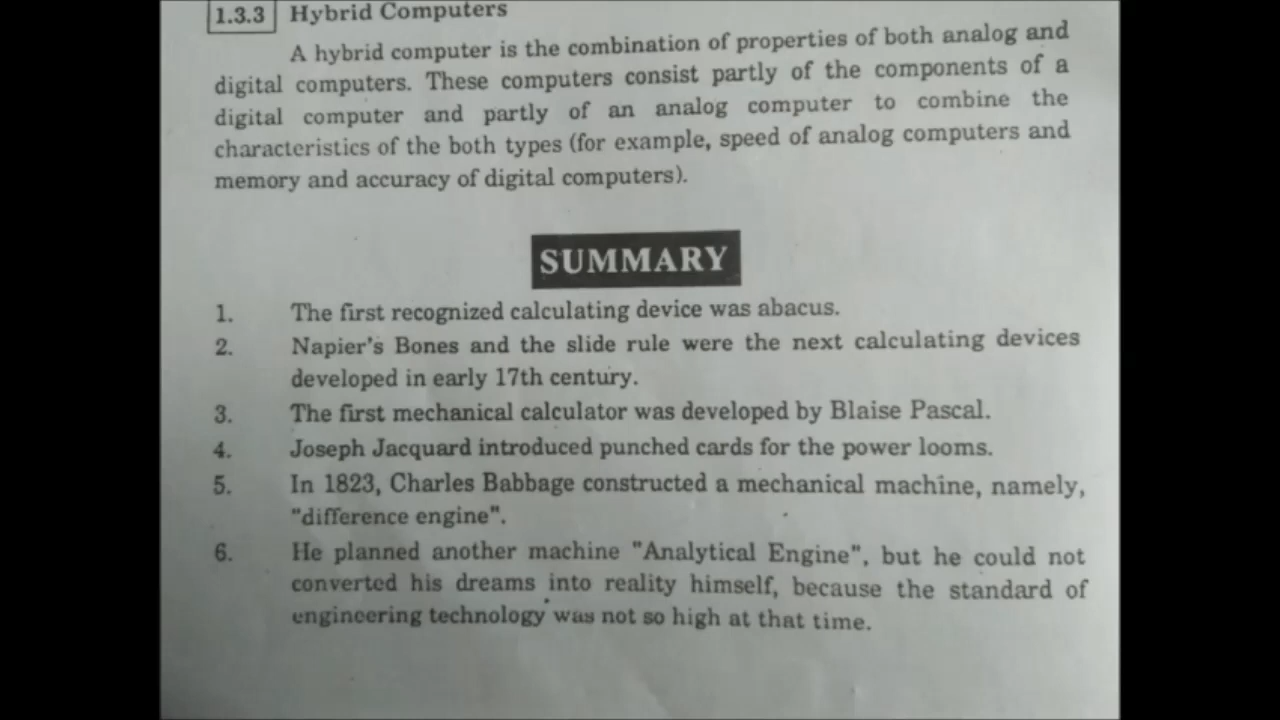 1.3.3 Hybrid Computers
A hybrid computer is the combination of properties of both analog and
digital computers. These computers consist partly of the components of a
digital computer and partly of an analog computer to combine the
characteristics of the both types (for example, speed of analog computers and
memory and accuracy of digital computers).
SUMMARY
1. The first recognized calculating device was abacus.
2. Napier's Bones and the slide rule were the next calculating devices
developed in early 17th century.
3. The first mechanical calculator was developed by Blaise Pascal.
4. Joseph Jacquard introduced punched cards for the power looms.
5. In 1823, Charles Babbage constructed a mechanical machine, namely,
"difference engine".
6. He planned another machine "Analytical Engine", but he could not
converted his dreams into reality himself, because the standard of
engineering technology was not so high at that time.